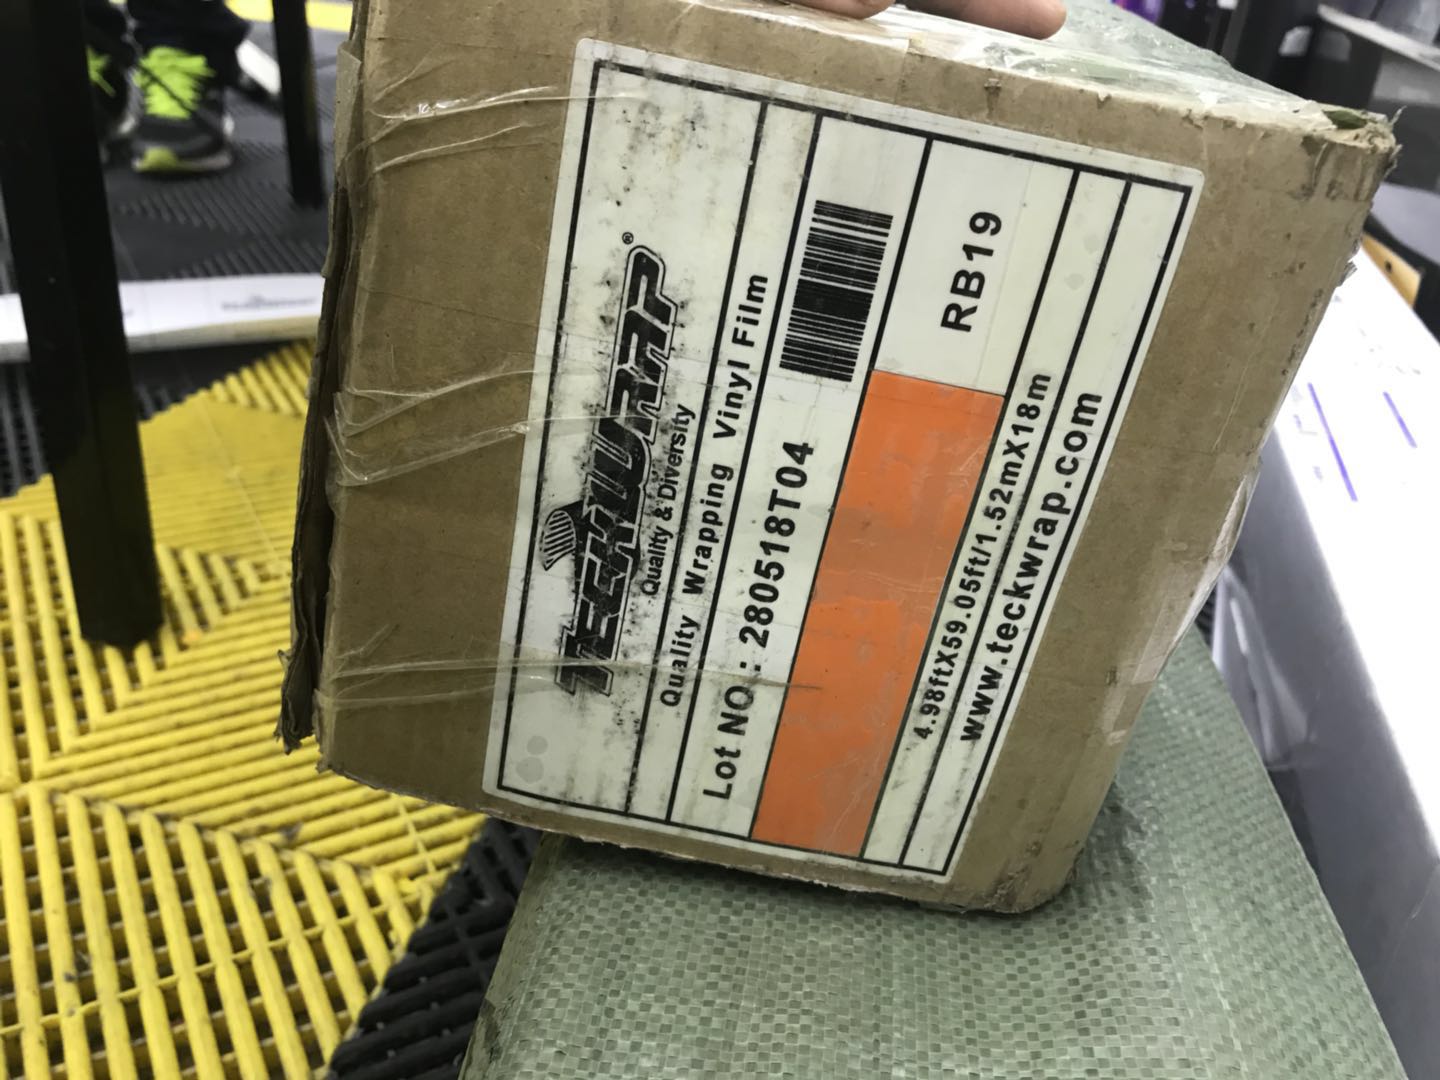 TECKWRAP®
Quality & Diversity
Quality Wrapping Vinyl Film
Lot NO.: 280518T04
RB19
4.98ftX59.05ft/1.52mX18m
www.teckwrap.com